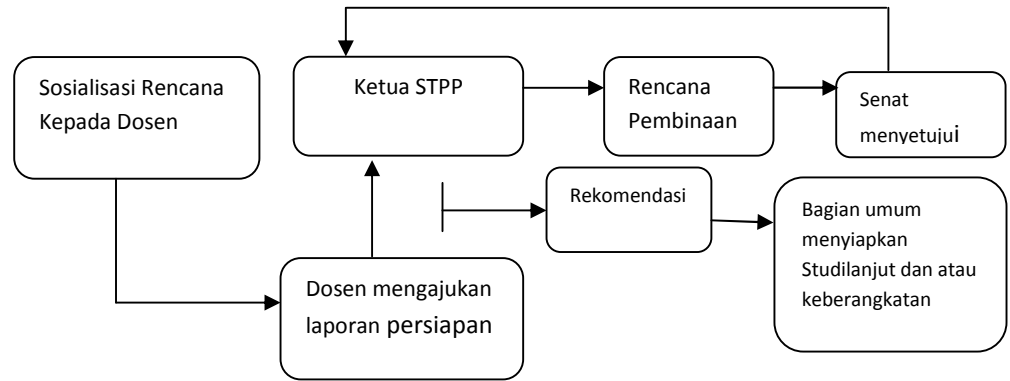 Sosialisasi Rencana
Kepada Dosen
Ketua STPP
Rencana
Pembinaan
Senat
menyetujui
Rekomendasi
Bagian umum
menyiapkan
Studilanjut dan atau
keberangkatan
Dosen mengajukan
laporan persiapan